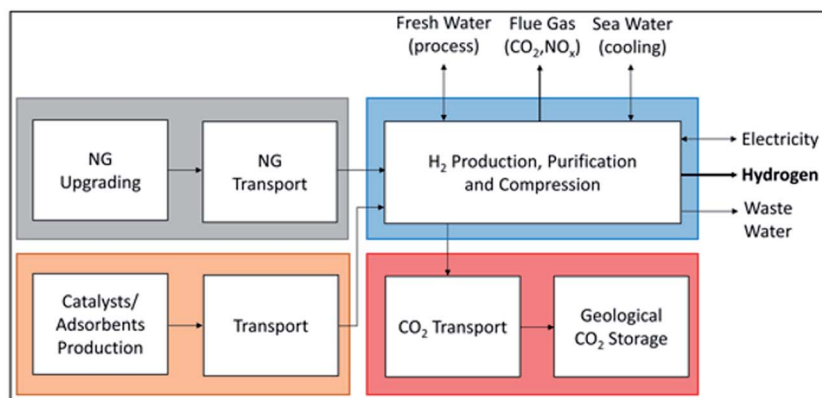 Fresh Water
(process)
Flue Gas
(CO₂,NOₓ)
Sea Water
(cooling)
NG
Upgrading
NG
Transport
H₂ Production, Purification
and Compression
Electricity
Hydrogen
Waste
Water
Catalysts/
Adsorbents
Production
Transport
CO₂ Transport
Geological
CO₂ Storage